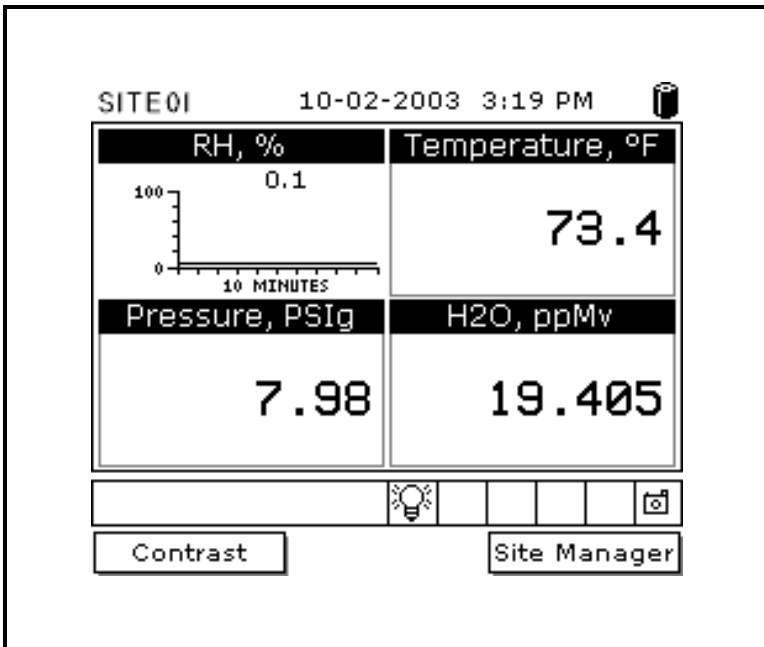 SITE01 10-02-2003 3:19 PM
RH, %
0.1
100
0
10 MINUTES
Temperature, ºF
73.4
Pressure, PSIg
7.98
H2O, ppMv
19.405
Contrast
Site Manager